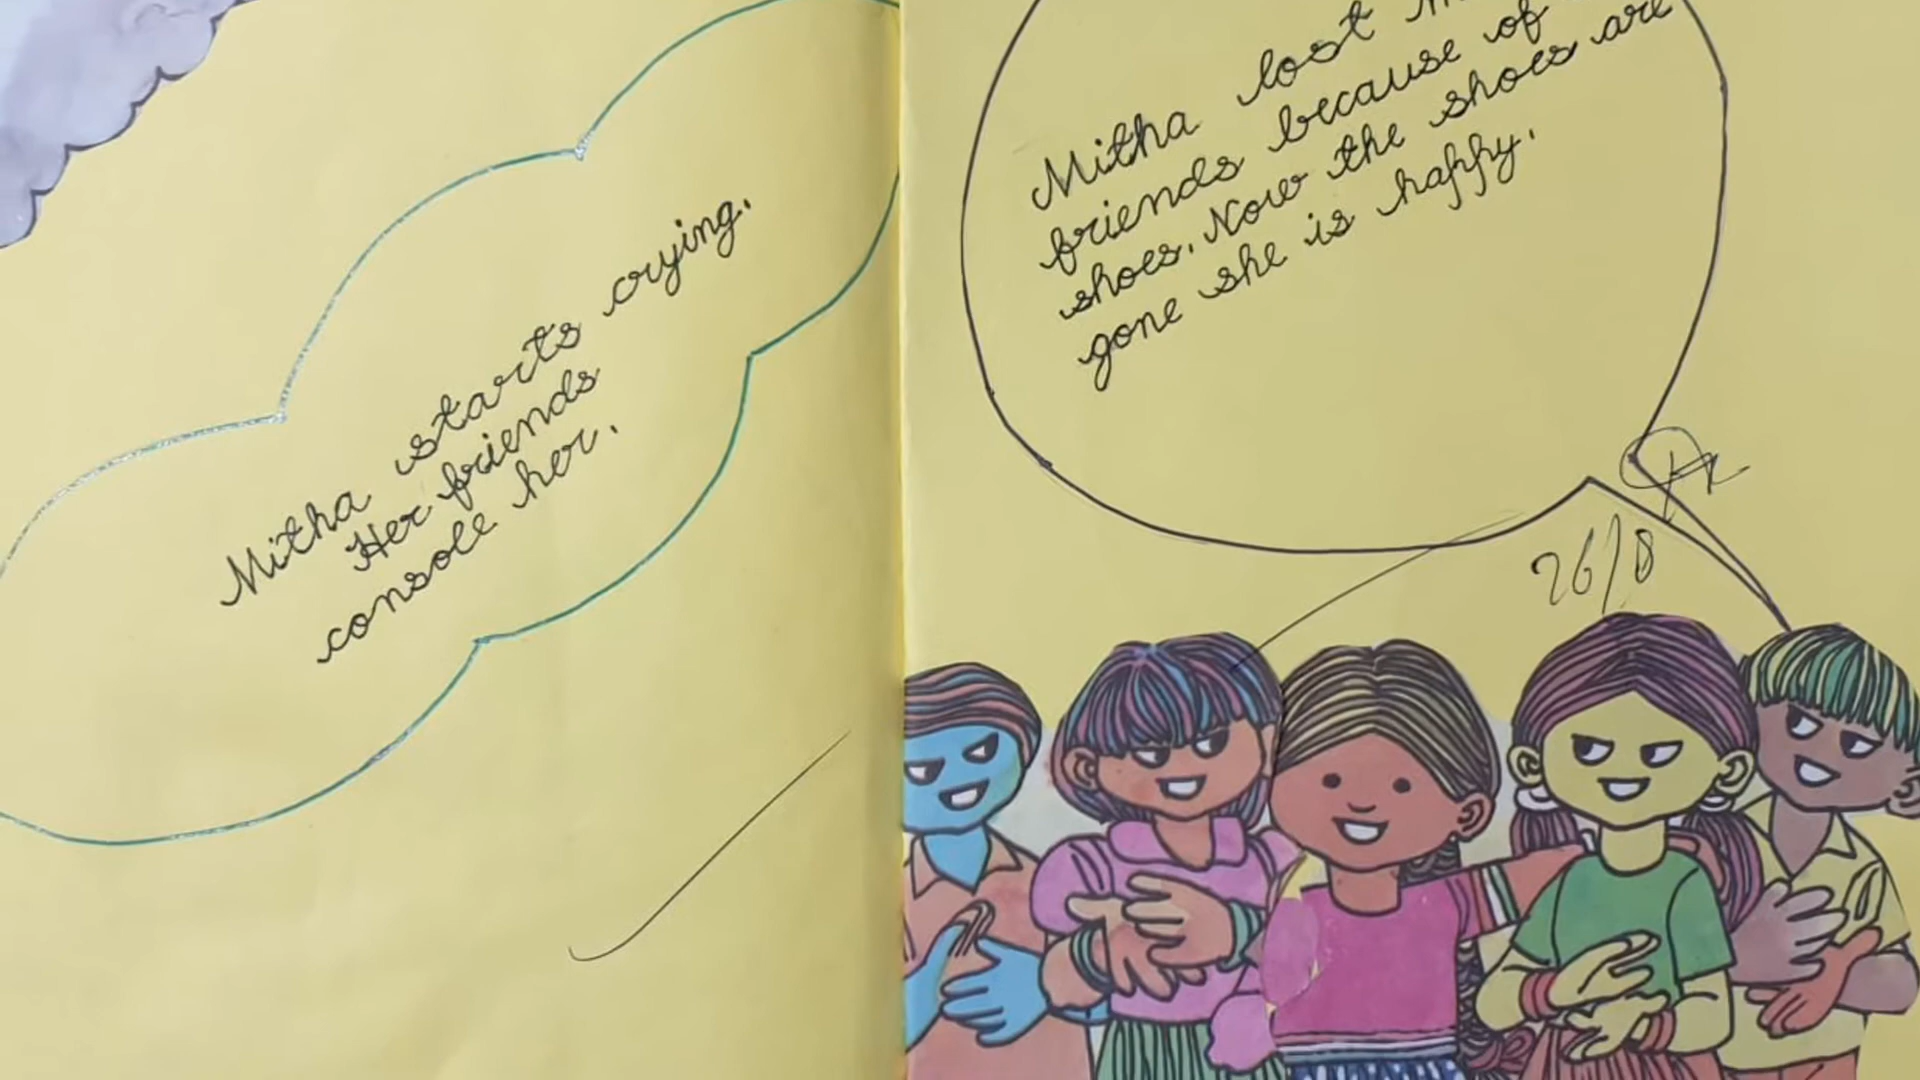 Mitha starts crying.
Her friends
console her.
Mitha lost
friends because of
shoes. Now the shoes are
gone she is happy.
26/8